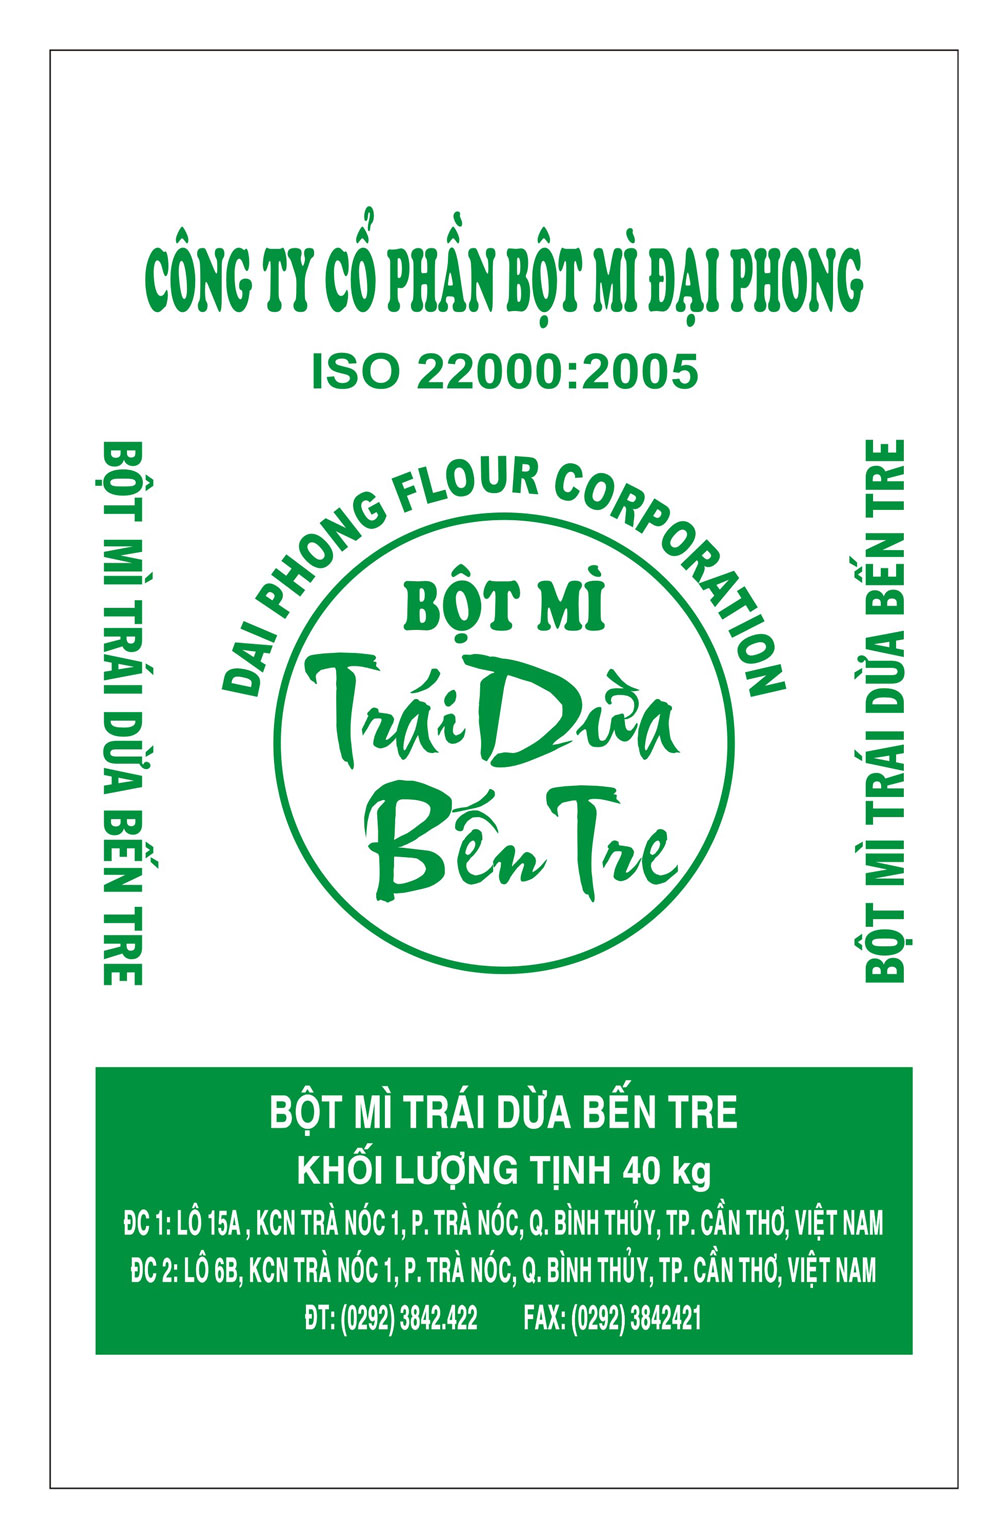 CÔNG TY CỔ PHẦN BỘT MÌ ĐẠI PHONG
ISO 22000:2005
BỘT MÌ TRÁI DỪA BẾN TRE
DAI PHONG FLOUR CORPORATION
BỘT MÌ
Trái Dừa
Bến Tre
BỘT MÌ TRÁI DỪA BẾN TRE
BỘT MÌ TRÁI DỪA BẾN TRE
KHỐI LƯỢNG TỊNH 40 kg
ĐC 1: LÔ 15A , KCN TRÀ NÓC 1, P. TRÀ NÓC, Q. BÌNH THỦY, TP. CẦN THƠ, VIỆT NAM
ĐC 2: LÔ 6B, KCN TRÀ NÓC 1, P. TRÀ NÓC, Q. BÌNH THỦY, TP. CẦN THƠ, VIỆT NAM
ĐT: (0292) 3842.422 FAX: (0292) 3842421